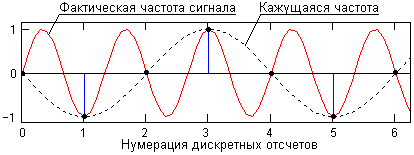 Фактическая частота сигнала Кажущаяся частота
1
0
−1
0 1 2 3 4 5 6
Нумерация дискретных отсчетов